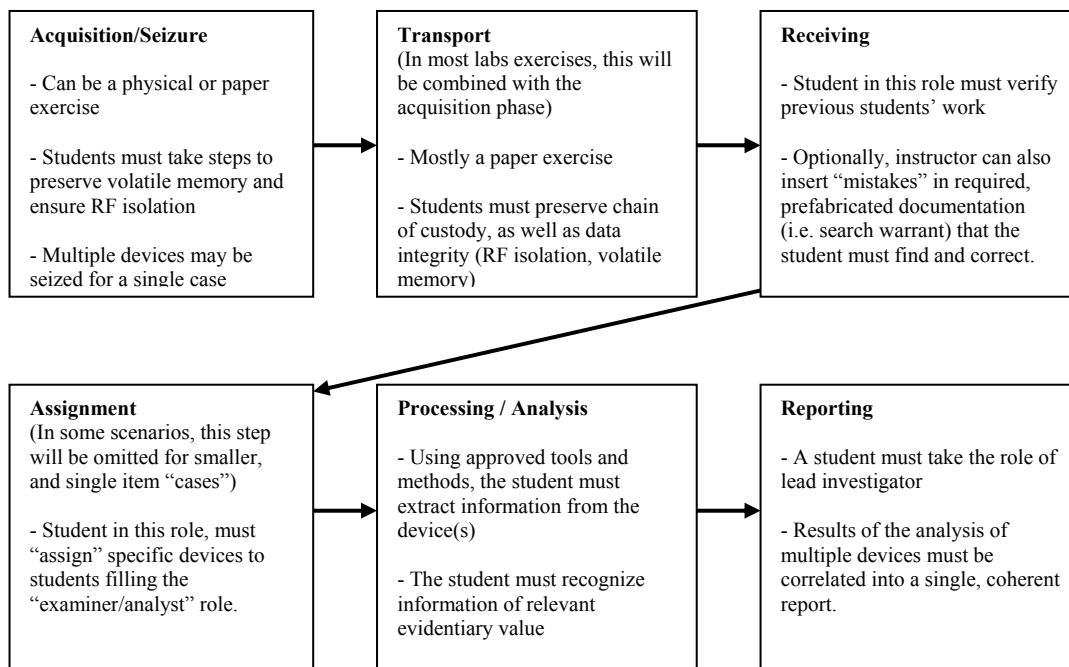 Acquisition/Seizure
- Can be a physical or paper
exercise
- Students must take steps to
preserve volatile memory and
ensure RF isolation
- Multiple devices may be
seized for a single case
Transport
(In most labs exercises, this will
be combined with the
acquisition phase)
- Mostly a paper exercise
- Students must preserve chain
of custody, as well as data
integrity (RF isolation, volatile
memory)
Receiving
- Student in this role must verify
previous students’ work
- Optionally, instructor can also
insert “mistakes” in required,
prefabricated documentation
(i.e. search warrant) that the
student must find and correct.
Assignment
(In some scenarios, this step
will be omitted for smaller,
and single item “cases”)
- Student in this role, must
“assign” specific devices to
students filling the
“examiner/analyst” role.
Processing / Analysis
- Using approved tools and
methods, the student must
extract information from the
device(s)
- The student must recognize
information of relevant
evidentiary value
Reporting
- A student must take the role of
lead investigator
- Results of the analysis of
multiple devices must be
correlated into a single, coherent
report.